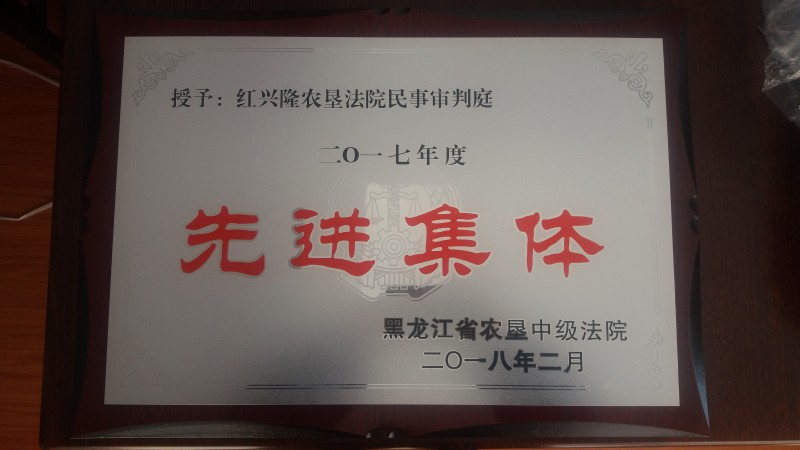 授予：红兴隆农垦法院民事审判庭
二O一七年度
先进集体
黑龙江省农垦中级法院
二O一八年二月